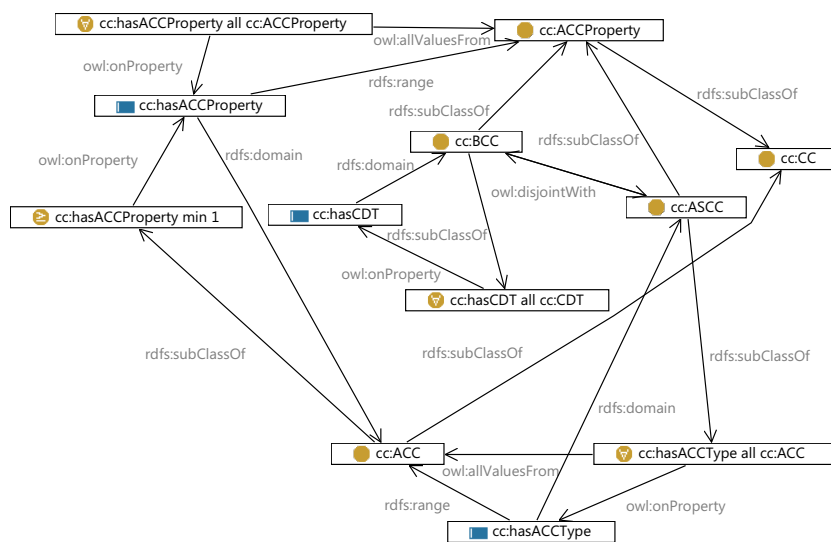 cc:hasACCProperty all cc:ACCProperty
cc:ACCProperty
owl:allValuesFrom
owl:onProperty
rdfs:range
rdfs:subClassOf
cc:hasACCProperty
rdfs:subClassOf
cc:BCC
rdfs:subClassOf
rdfs:domain
cc:CC
owl:onProperty
rdfs:domain
owl:disjointWith
cc:hasACCProperty min 1
cc:hasCDT
cc:ASCC
rdfs:subClassOf
owl:onProperty
cc:hasCDT all cc:CDT
rdfs:subClassOf
rdfs:subClassOf
rdfs:subClassOf
rdfs:domain
cc:ACC
cc:hasACCType all cc:ACC
owl:allValuesFrom
rdfs:range
owl:onProperty
cc:hasACCType